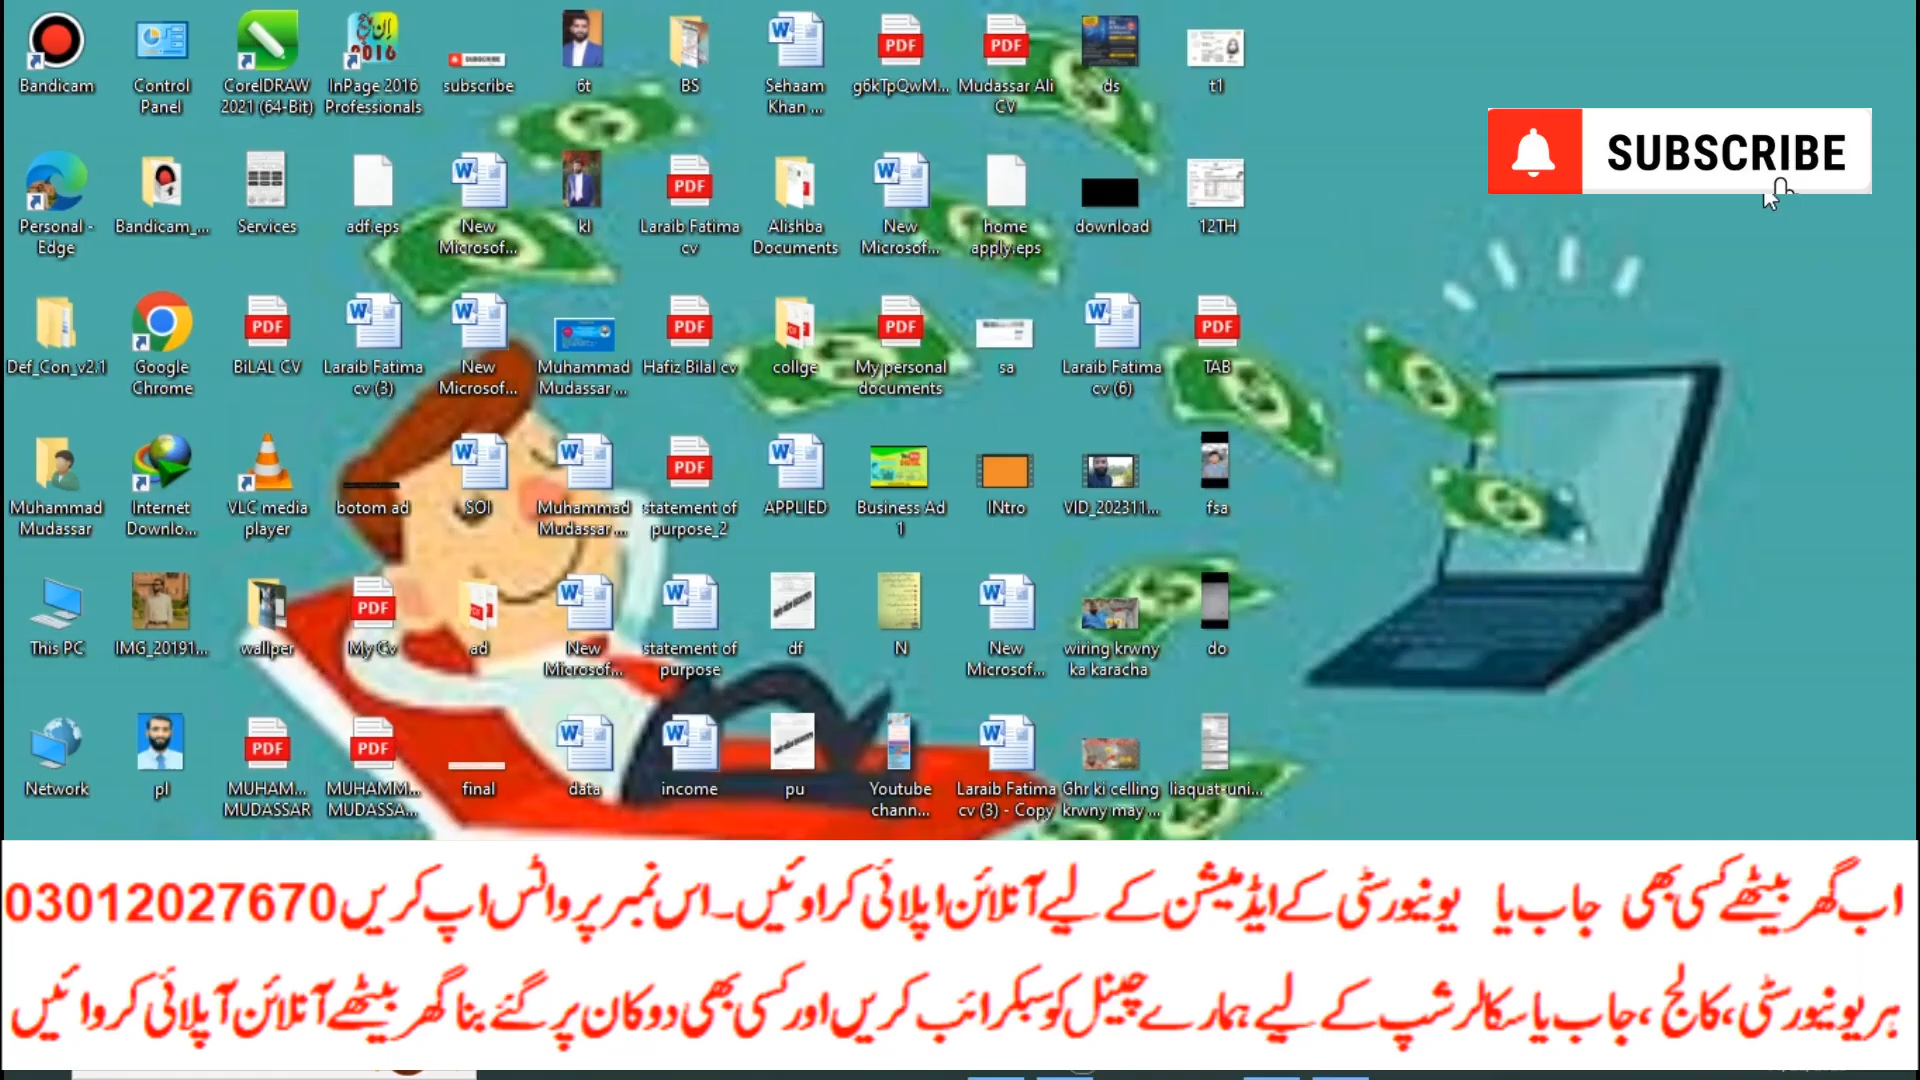 Bandicam
Control Panel
CorelDRAW 2021 (64-Bit)
InPage 2016 Professionals
subscribe
6t
BS
Sehaam Khan ...
g6kTpQwM...
Mudassar Ali CV
ds
t1
SUBSCRIBE
Personal - Edge
Bandicam_...
Services
adf.eps
New Microsof...
kl
Laraib Fatima cv
Alishba Documents
New Microsof...
home apply.eps
download
12TH
Def_Con_v2.1
Google Chrome
BiLAL CV
Laraib Fatima cv (3)
New Microsof...
Muhammad Mudassar ...
Hafiz Bilal cv
collge
My personal documents
sa
Laraib Fatima cv (6)
TAB
Muhammad Mudassar
Internet Downlo...
VLC media player
botom ad
SOI
Muhammad Mudassar ...
statement of purpose_2
APPLIED
Business Ad 1
INtro
VID_202311...
fsa
This PC
IMG_20191...
wallper
My Cv
ad
New Microsof...
statement of purpose
df
N
New Microsof...
wiring krwny ka karacha
do
Network
pl
MUHAM... MUDASSAR
MUHAMM... MUDASSA...
final
data
income
pu
Youtube chann...
Laraib Fatima cv (3) - Copy
Ghr ki celling krwny may ...
liaquat-uni...
اب گھر بیٹھے کسی بھی جاب یا یونیورسٹی کے ایڈمیشن کے لیے آنلائن اپلائی کراوئیں۔اس نمبر پر واٹس اپ کریں 03012027670
ہر یونیورسٹی، کالج ،جاب یا سکالرشپ کے لیے ہمارے چینل کو سبکرائب کریں اور کسی بھی دوکان پر گئے بنا گھر بیٹھے آنلائن آپلائی کروائیں